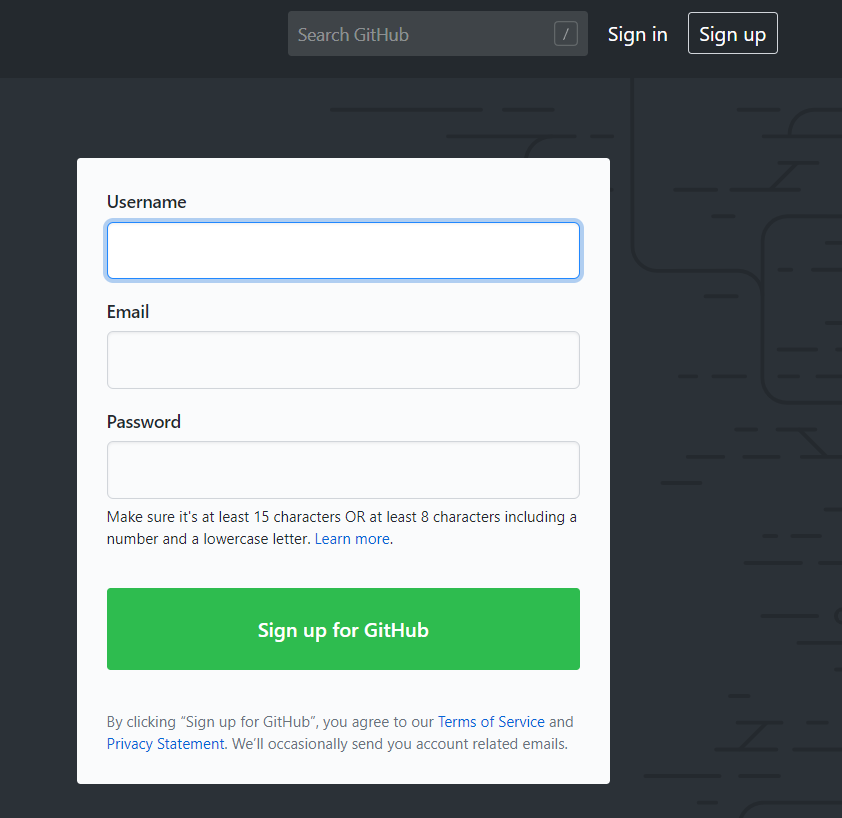 Search GitHub / Sign in Sign up
Username
Email
Password
Make sure it's at least 15 characters OR at least 8 characters including a
number and a lowercase letter. Learn more.
Sign up for GitHub
By clicking “Sign up for GitHub”, you agree to our Terms of Service and
Privacy Statement. We’ll occasionally send you account related emails.